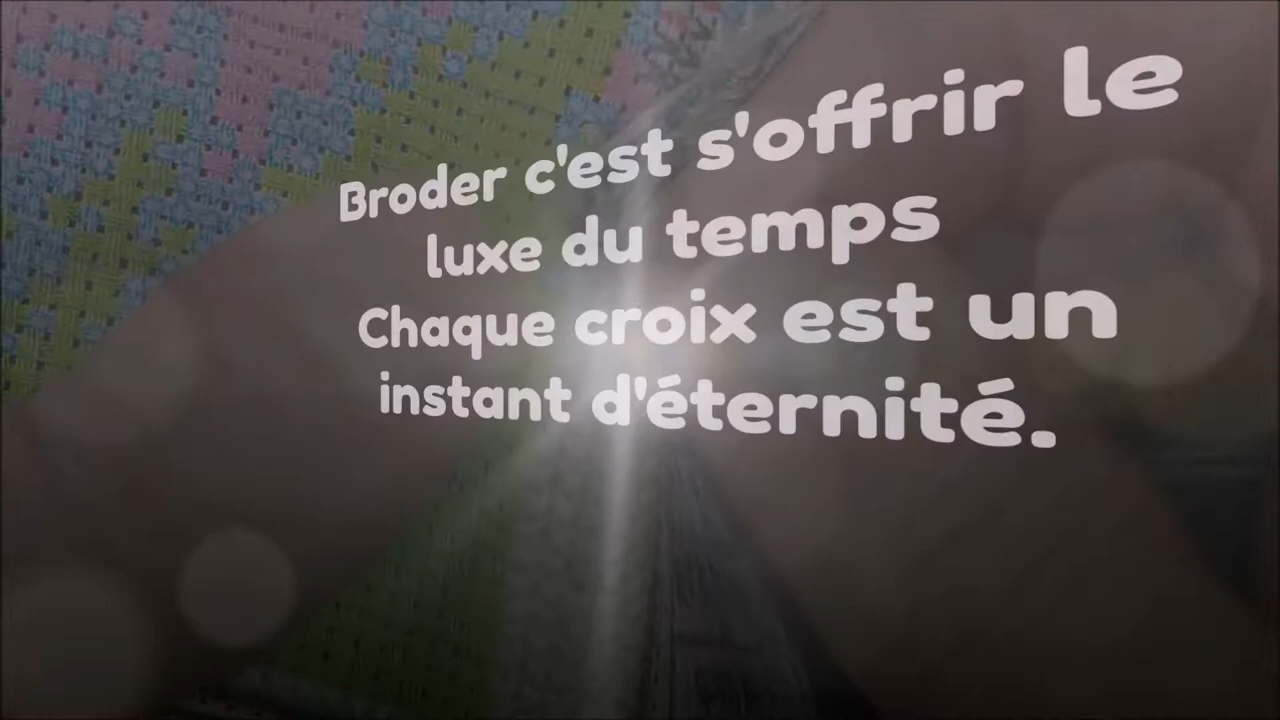 Broder c'est s'offrir le
luxe du temps
Chaque croix est un
instant d'éternité.